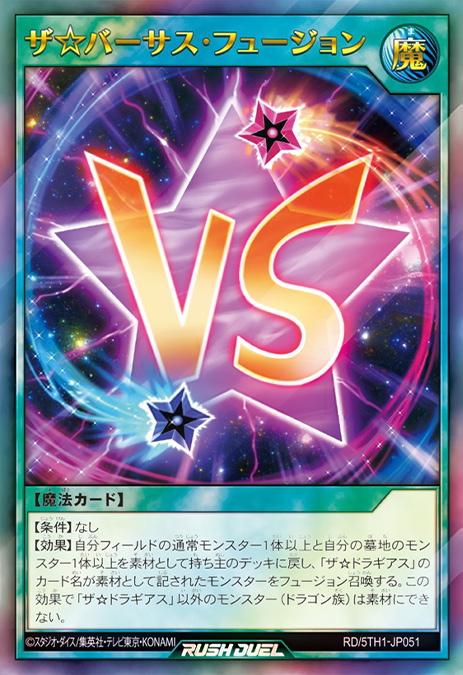 ザ☆バーサス・フュージョン
魔
VS
【魔法カード】
【条件】なし
【効果】自分フィールドの通常モンスター1体以上と自分の墓地のモン
スター1体以上を素材として持ち主のデッキに戻し、「ザ☆ドラギアス」の
カード名が素材として記されたモンスターをフュージョン召喚する。この
効果で「ザ☆ドラギアス」以外のモンスター（ドラゴン族）は素材にでき
ない。
©スタジオ・ダイス/集英社・テレビ東京・KONAMI
RUSH DUEL
RD/5TH1-JP051